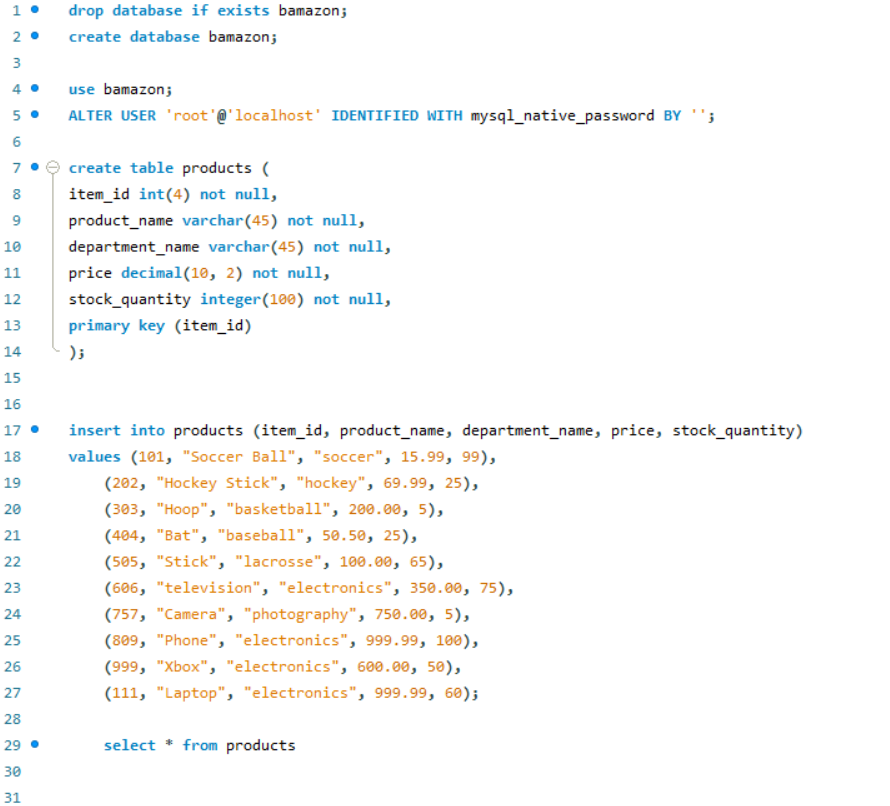 1 drop database if exists bamazon;
2 create database bamazon;
3
4 use bamazon;
5 ALTER USER 'root'@'localhost' IDENTIFIED WITH mysql_native_password BY '';
6
7 create table products (
8 item_id int(4) not null,
9 product_name varchar(45) not null,
10 department_name varchar(45) not null,
11 price decimal(10, 2) not null,
12 stock_quantity integer(100) not null,
13 primary key (item_id)
14 );
15
16
17 insert into products (item_id, product_name, department_name, price, stock_quantity)
18 values (101, "Soccer Ball", "soccer", 15.99, 99),
19 (202, "Hockey Stick", "hockey", 69.99, 25),
20 (303, "Hoop", "basketball", 200.00, 5),
21 (404, "Bat", "baseball", 50.50, 25),
22 (505, "Stick", "lacrosse", 100.00, 65),
23 (606, "television", "electronics", 350.00, 75),
24 (757, "Camera", "photography", 750.00, 5),
25 (809, "Phone", "electronics", 999.99, 100),
26 (999, "Xbox", "electronics", 600.00, 50),
27 (111, "Laptop", "electronics", 999.99, 60);
28
29 select * from products
30
31